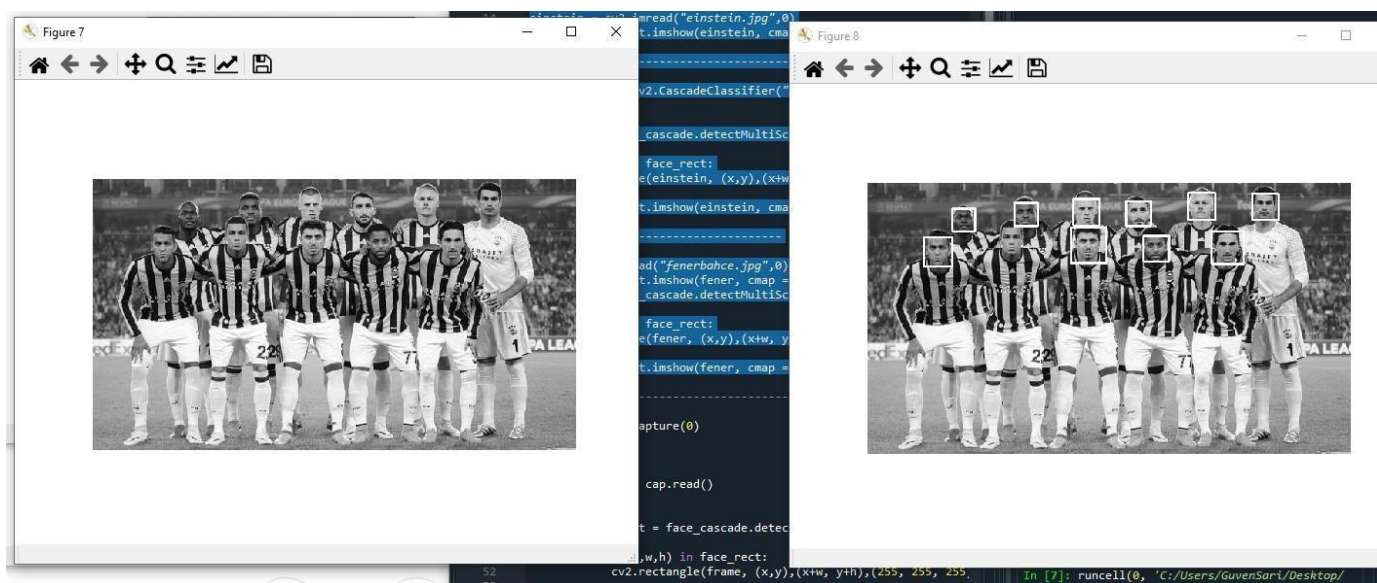 Figure 7
Figure 8
einstein = cv2.imread("einstein.jpg",0)
t.imshow(einstein, cma
v2.CascadeClassifier("
_cascade.detectMultiSc
face_rect:
e(einstein, (x,y),(x+w
t.imshow(einstein, cma
ad("fenerbahce.jpg",0)
t.imshow(fener, cmap =
_cascade.detectMultiSc
face_rect:
e(fener, (x,y),(x+w, y
t.imshow(fener, cmap =
apture(0)
cap.read()
t = face_cascade.detec
,w,h) in face_rect:
52 cv2.rectangle(frame, (x,y),(x+w, y+h),(255, 255, 255
In [7]: runcell(0, 'C:/Users/GuvenSari/Desktop/